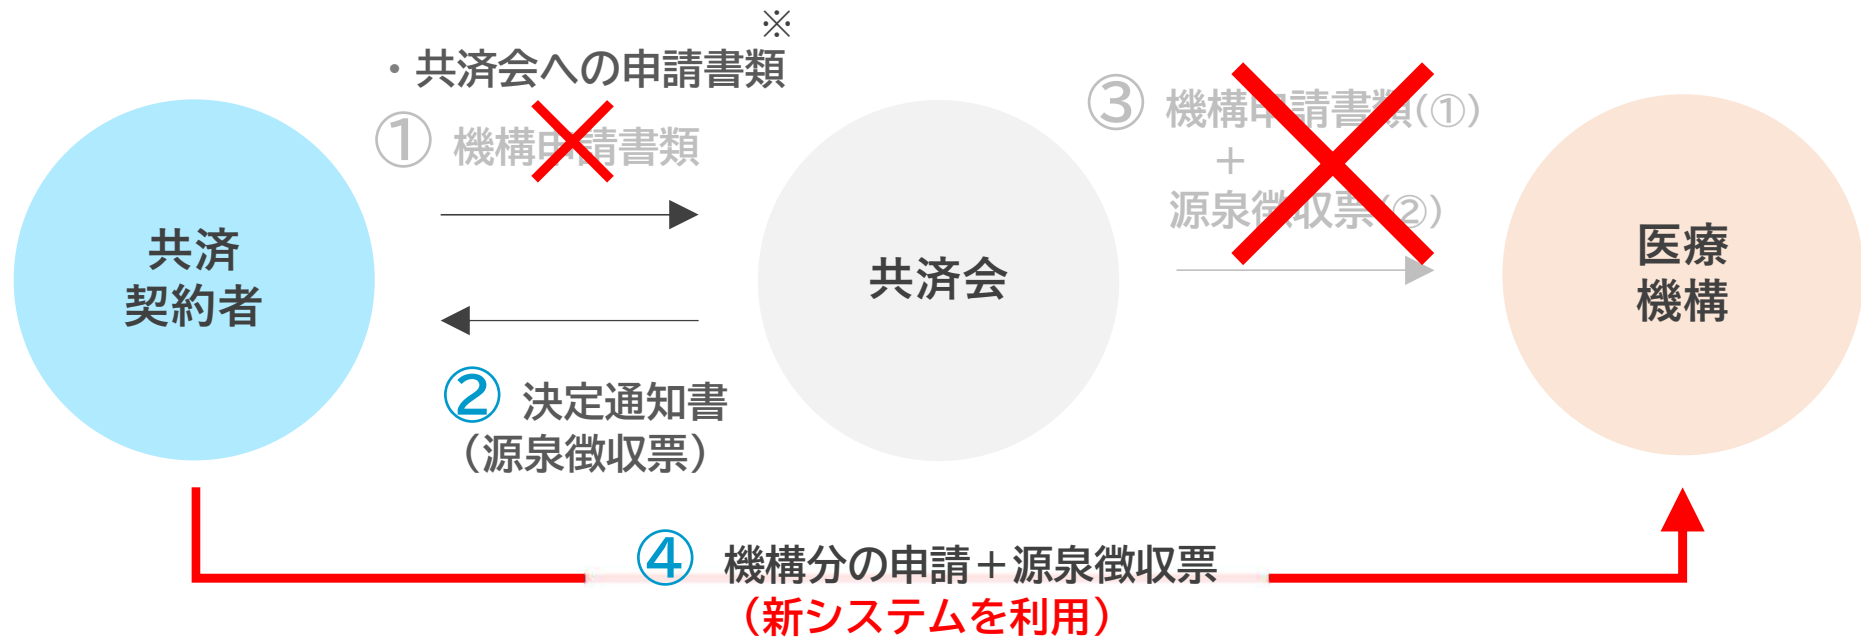 ※
・共済会への申請書類
① 機構申請書類
③ 機構申請書類(①)
＋
源泉徴収票(②)
共済
契約者
共済会
医療
機構
② 決定通知書
（源泉徴収票）
④ 機構分の申請＋源泉徴収票
（新システムを利用）